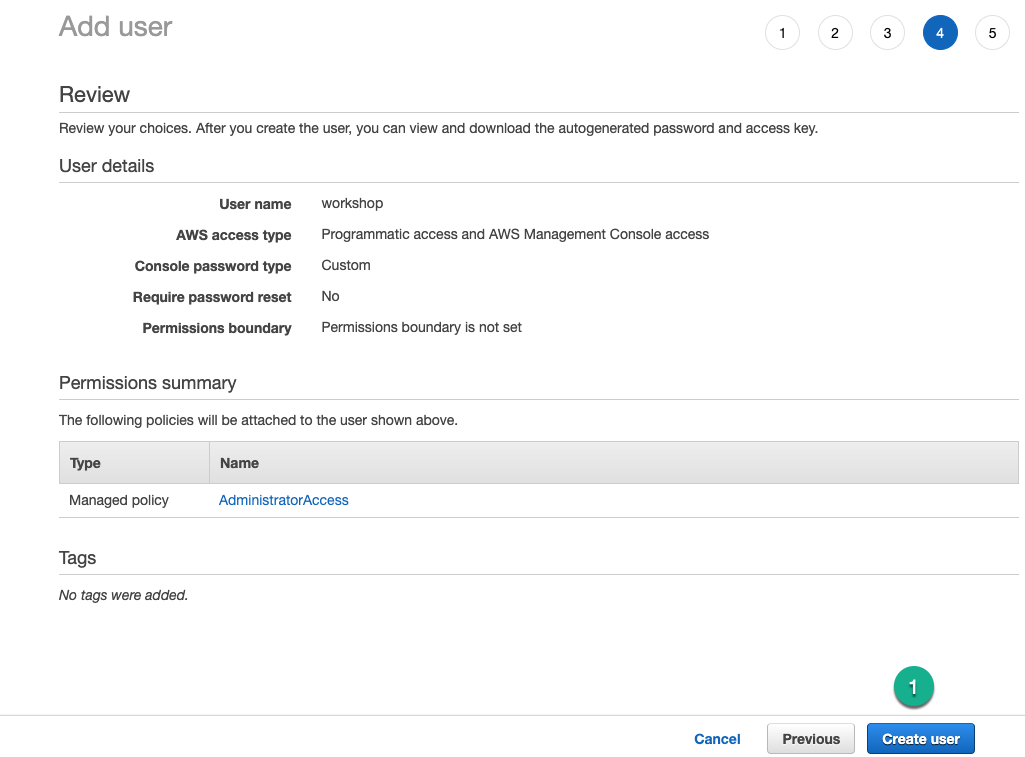 Add user
1 2 3 4 5
Review
Review your choices. After you create the user, you can view and download the autogenerated password and access key.
User details
User name workshop
AWS access type Programmatic access and AWS Management Console access
Console password type Custom
Require password reset No
Permissions boundary Permissions boundary is not set
Permissions summary
The following policies will be attached to the user shown above.
Type Name
Managed policy AdministratorAccess
Tags
No tags were added.
1
Cancel Previous Create user